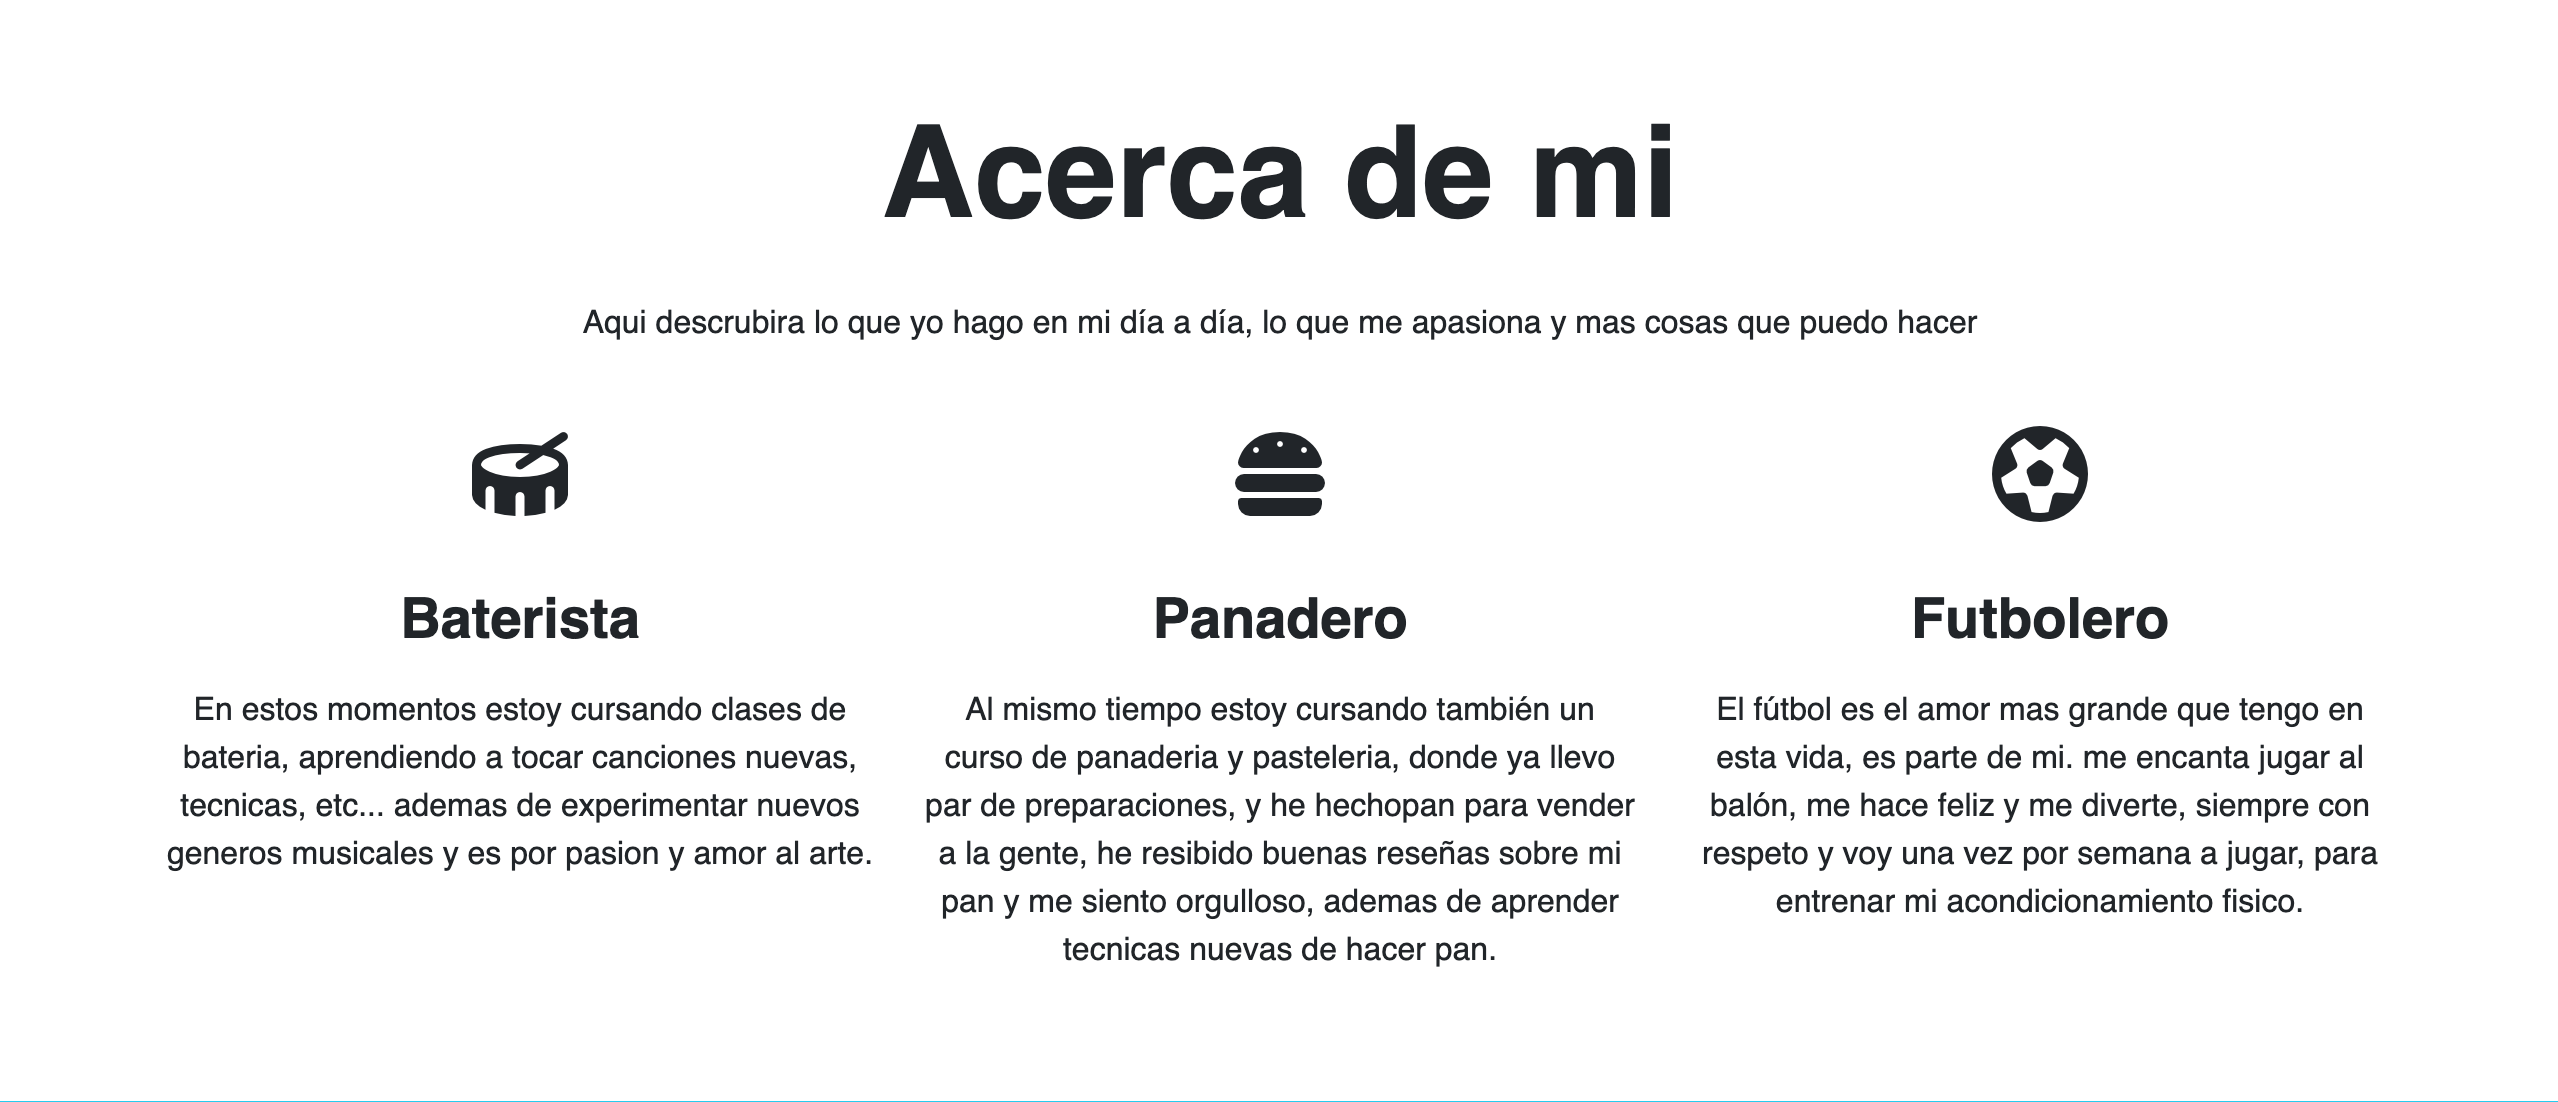 Acerca de mi
Aqui descrubira lo que yo hago en mi día a día, lo que me apasiona y mas cosas que puedo hacer
Baterista
En estos momentos estoy cursando clases de
bateria, aprendiendo a tocar canciones nuevas,
tecnicas, etc... ademas de experimentar nuevos
generos musicales y es por pasion y amor al arte.
Panadero
Al mismo tiempo estoy cursando también un
curso de panaderia y pasteleria, donde ya llevo
par de preparaciones, y he hechopan para vender
a la gente, he resibido buenas reseñas sobre mi
pan y me siento orgulloso, ademas de aprender
tecnicas nuevas de hacer pan.
Futbolero
El fútbol es el amor mas grande que tengo en
esta vida, es parte de mi. me encanta jugar al
balón, me hace feliz y me diverte, siempre con
respeto y voy una vez por semana a jugar, para
entrenar mi acondicionamiento fisico.